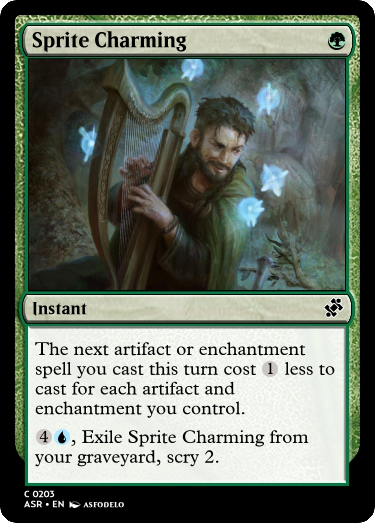 Sprite Charming
Instant
The next artifact or enchantment
spell you cast this turn cost 1 less to
cast for each artifact and
enchantment you control.
4, Exile Sprite Charming from
your graveyard, scry 2.
C 0203
ASR • EN ASFODELO